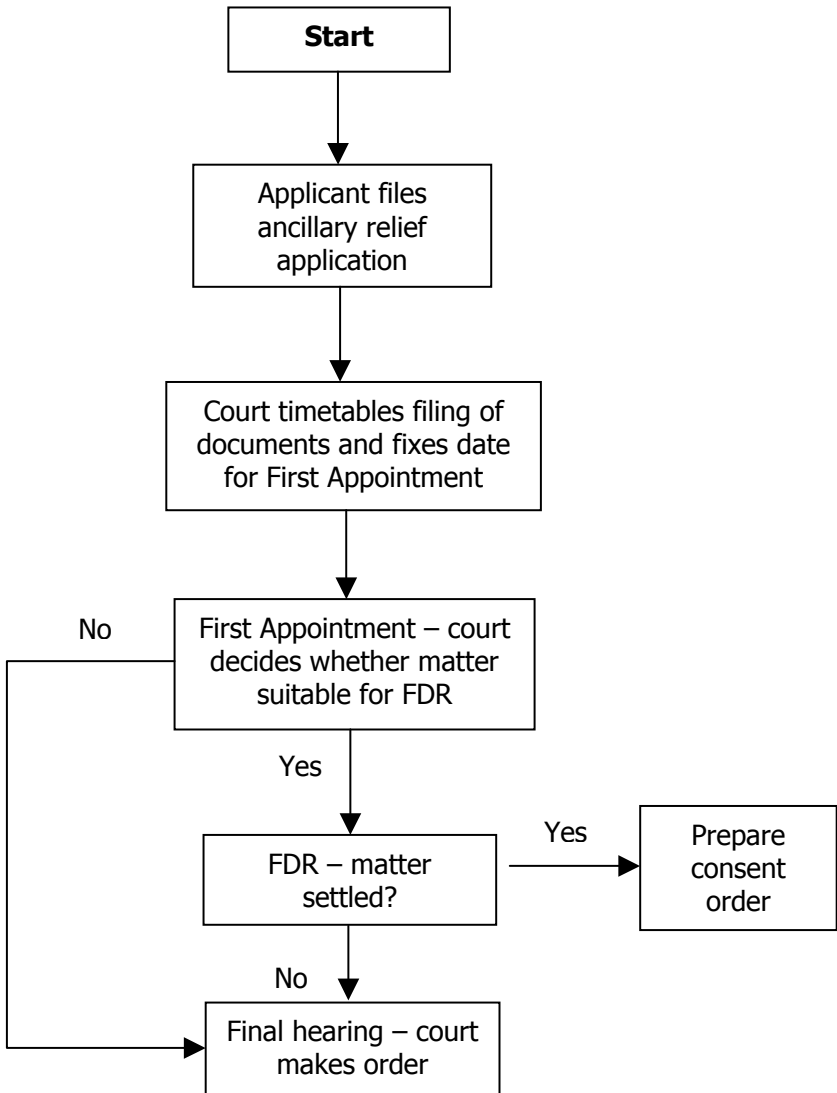 Start
Applicant files
ancillary relief
application
Court timetables filing of
documents and fixes date
for First Appointment
No
First Appointment – court
decides whether matter
suitable for FDR
Yes
FDR – matter
settled?
Yes
Prepare
consent
order
No
Final hearing – court
makes order